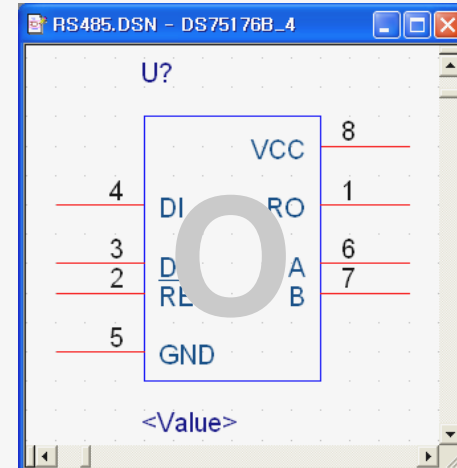 RS485.DSN - DS75176B_4
U?
VCC 8
4 DI RO 1
3 A 6
2 RE B 7
5 GND
<Value>
O